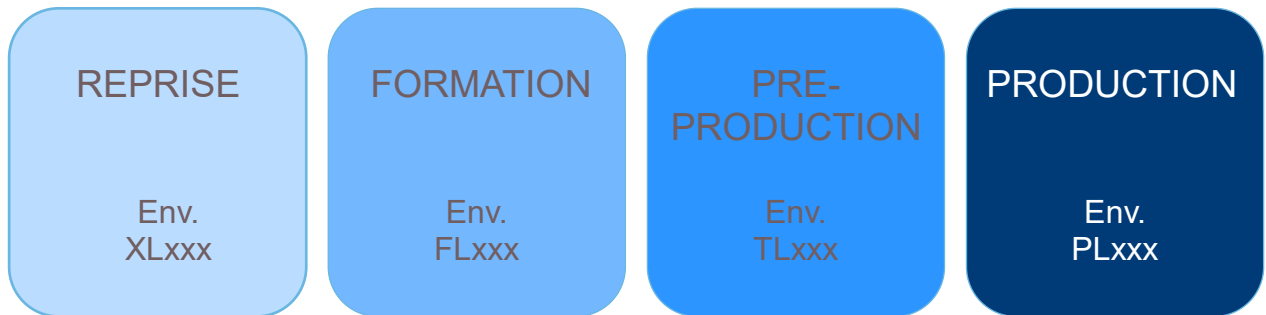 REPRISE
Env.
XLxxx
FORMATION
Env.
FLxxx
PRE-
PRODUCTION
Env.
TLxxx
PRODUCTION
Env.
PLxxx